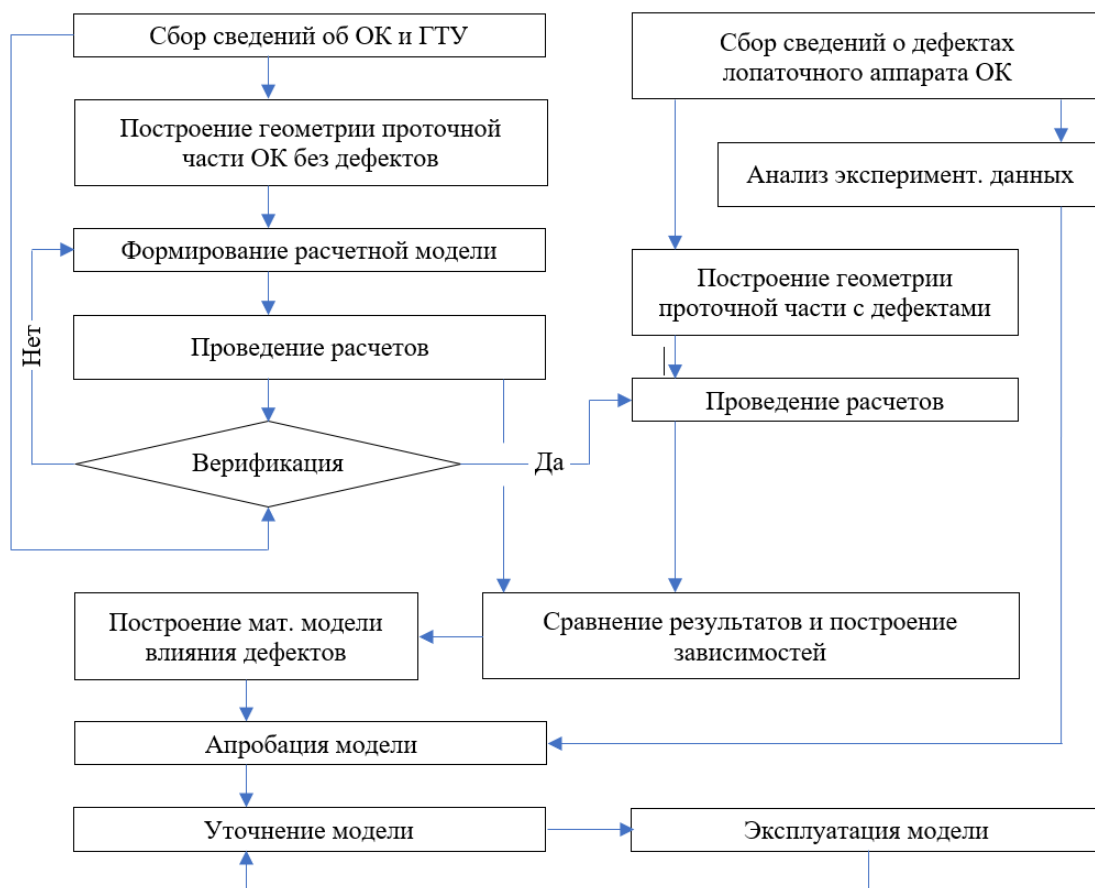 Сбор сведений об ОК и ГТУ
Сбор сведений о дефектах
лопаточного аппарата ОК
Построение геометрии проточной
части ОК без дефектов
Анализ эксперимент. данных
Формирование расчетной модели
Построение геометрии
проточной части с дефектами
Нет
Проведение расчетов
Проведение расчетов
Верификация
Да
Построение мат. модели
влияния дефектов
Сравнение результатов и построение
зависимостей
Апробация модели
Уточнение модели
Эксплуатация модели